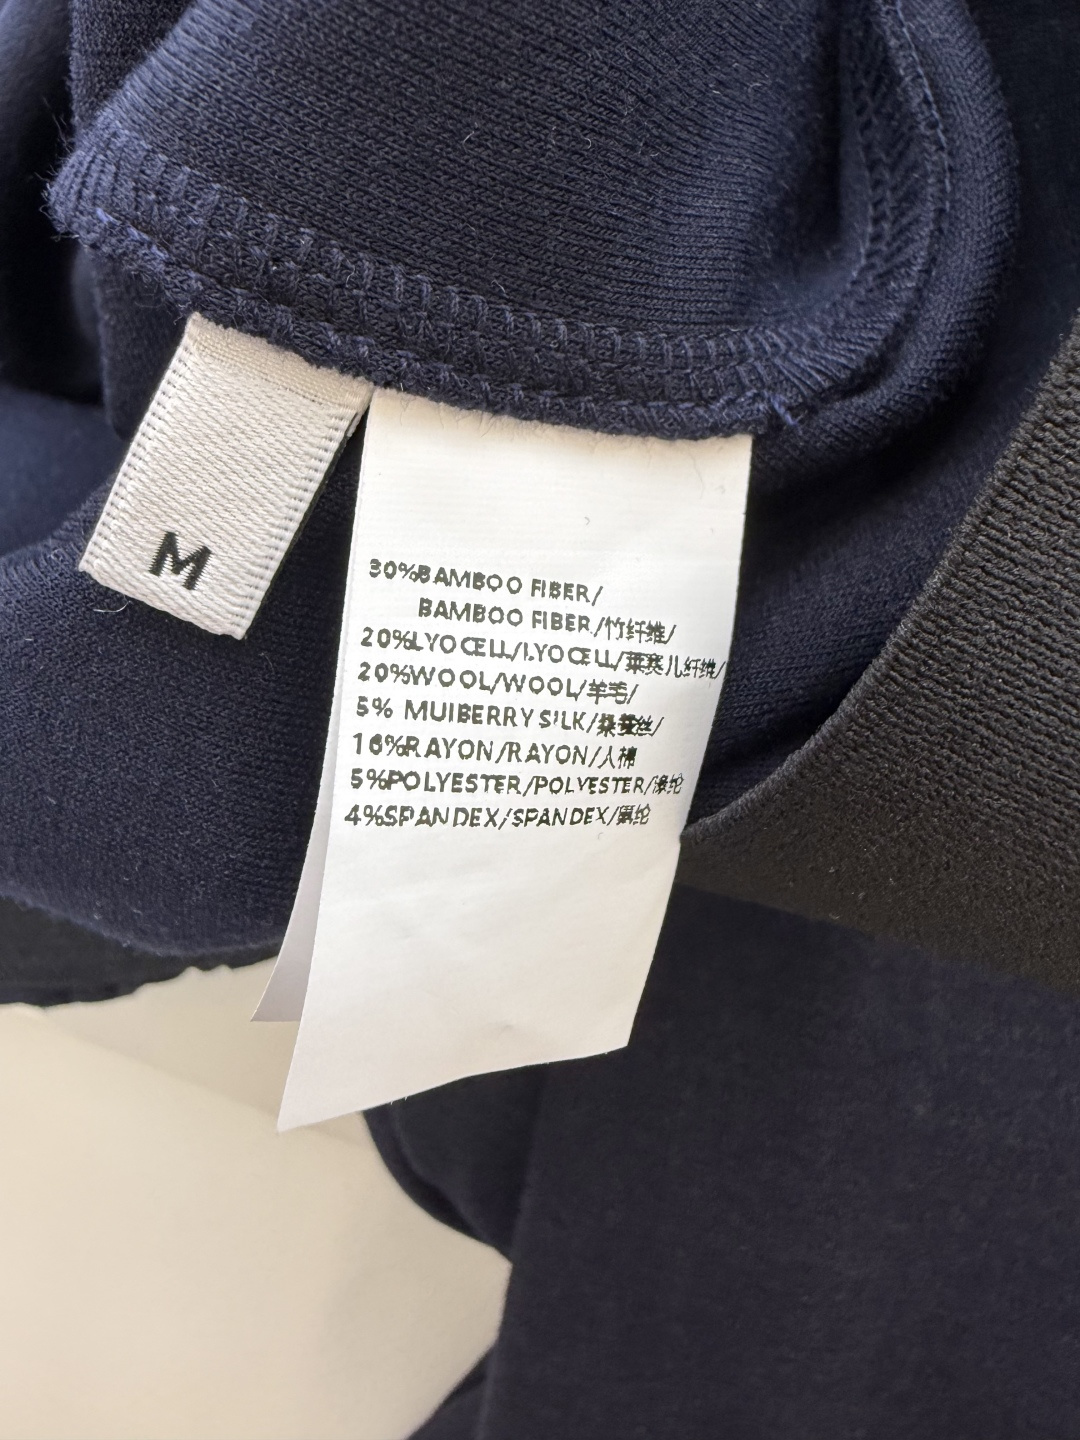 M
30%BAMBOO FIBER/
BAMBOO FIBER/竹纤维/
20%LYOCELL/LYOCELL/莱赛儿纤维/
20%WOOL/WOOL/羊毛/
5% MUIBERRY SILK/桑蚕丝/
16%RAYON/RAYON/人棉
5%POLYESTER/POLYESTER/涤纶
4%SPANDEX/SPANDEX/氨纶